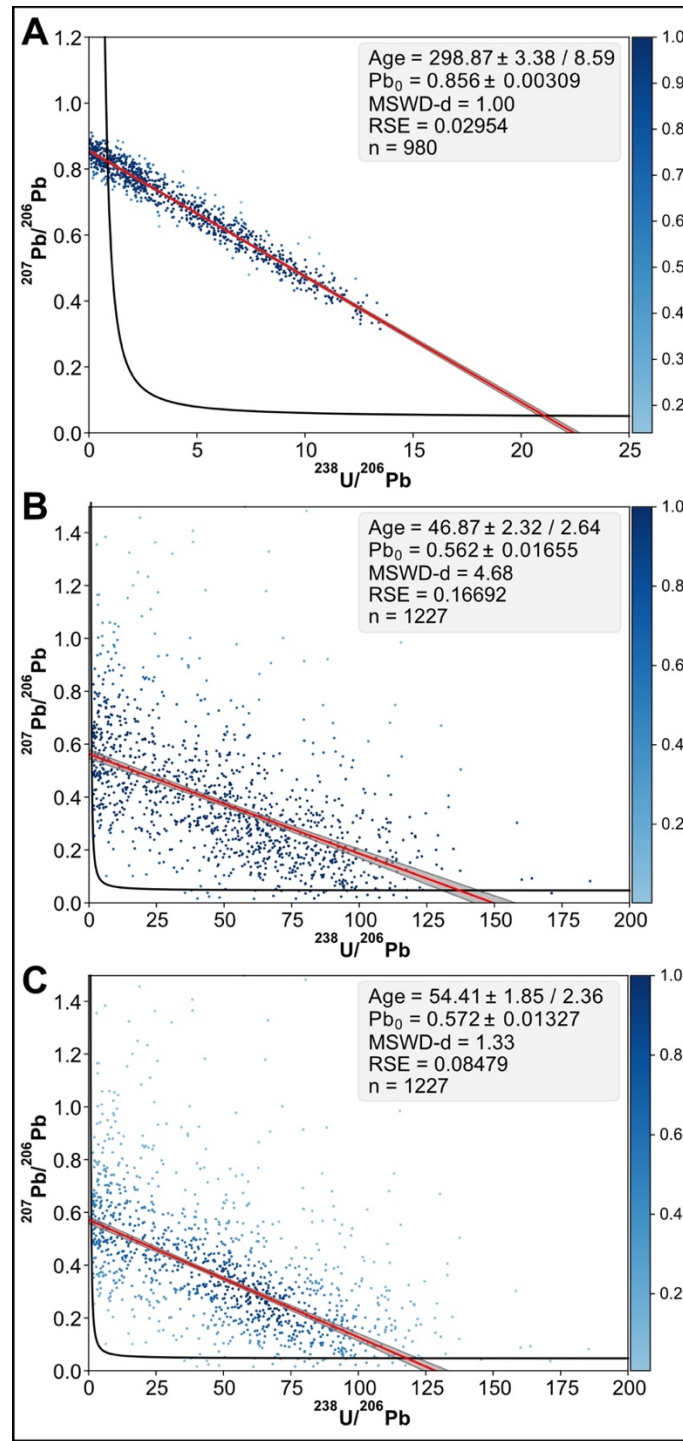 A
Age = 298.87 ± 3.38 / 8.59
Pb₀ = 0.856 ± 0.00309
MSWD-d = 1.00
RSE = 0.02954
n = 980
1.2
1.0
0.8
0.6
0.4
0.2
0.0
²⁰⁷Pb/²⁰⁶Pb
0 5 10 15 20 25
²³⁸U/²⁰⁶Pb
1.0
0.9
0.8
0.7
0.6
0.5
0.4
0.3
0.2
B
Age = 46.87 ± 2.32 / 2.64
Pb₀ = 0.562 ± 0.01655
MSWD-d = 4.68
RSE = 0.16692
n = 1227
1.4
1.2
1.0
0.8
0.6
0.4
0.2
0.0
²⁰⁷Pb/²⁰⁶Pb
0 25 50 75 100 125 150 175 200
²³⁸U/²⁰⁶Pb
1.0
0.8
0.6
0.4
0.2
C
Age = 54.41 ± 1.85 / 2.36
Pb₀ = 0.572 ± 0.01327
MSWD-d = 1.33
RSE = 0.08479
n = 1227
1.4
1.2
1.0
0.8
0.6
0.4
0.2
0.0
²⁰⁷Pb/²⁰⁶Pb
0 25 50 75 100 125 150 175 200
²³⁸U/²⁰⁶Pb
1.0
0.8
0.6
0.4
0.2